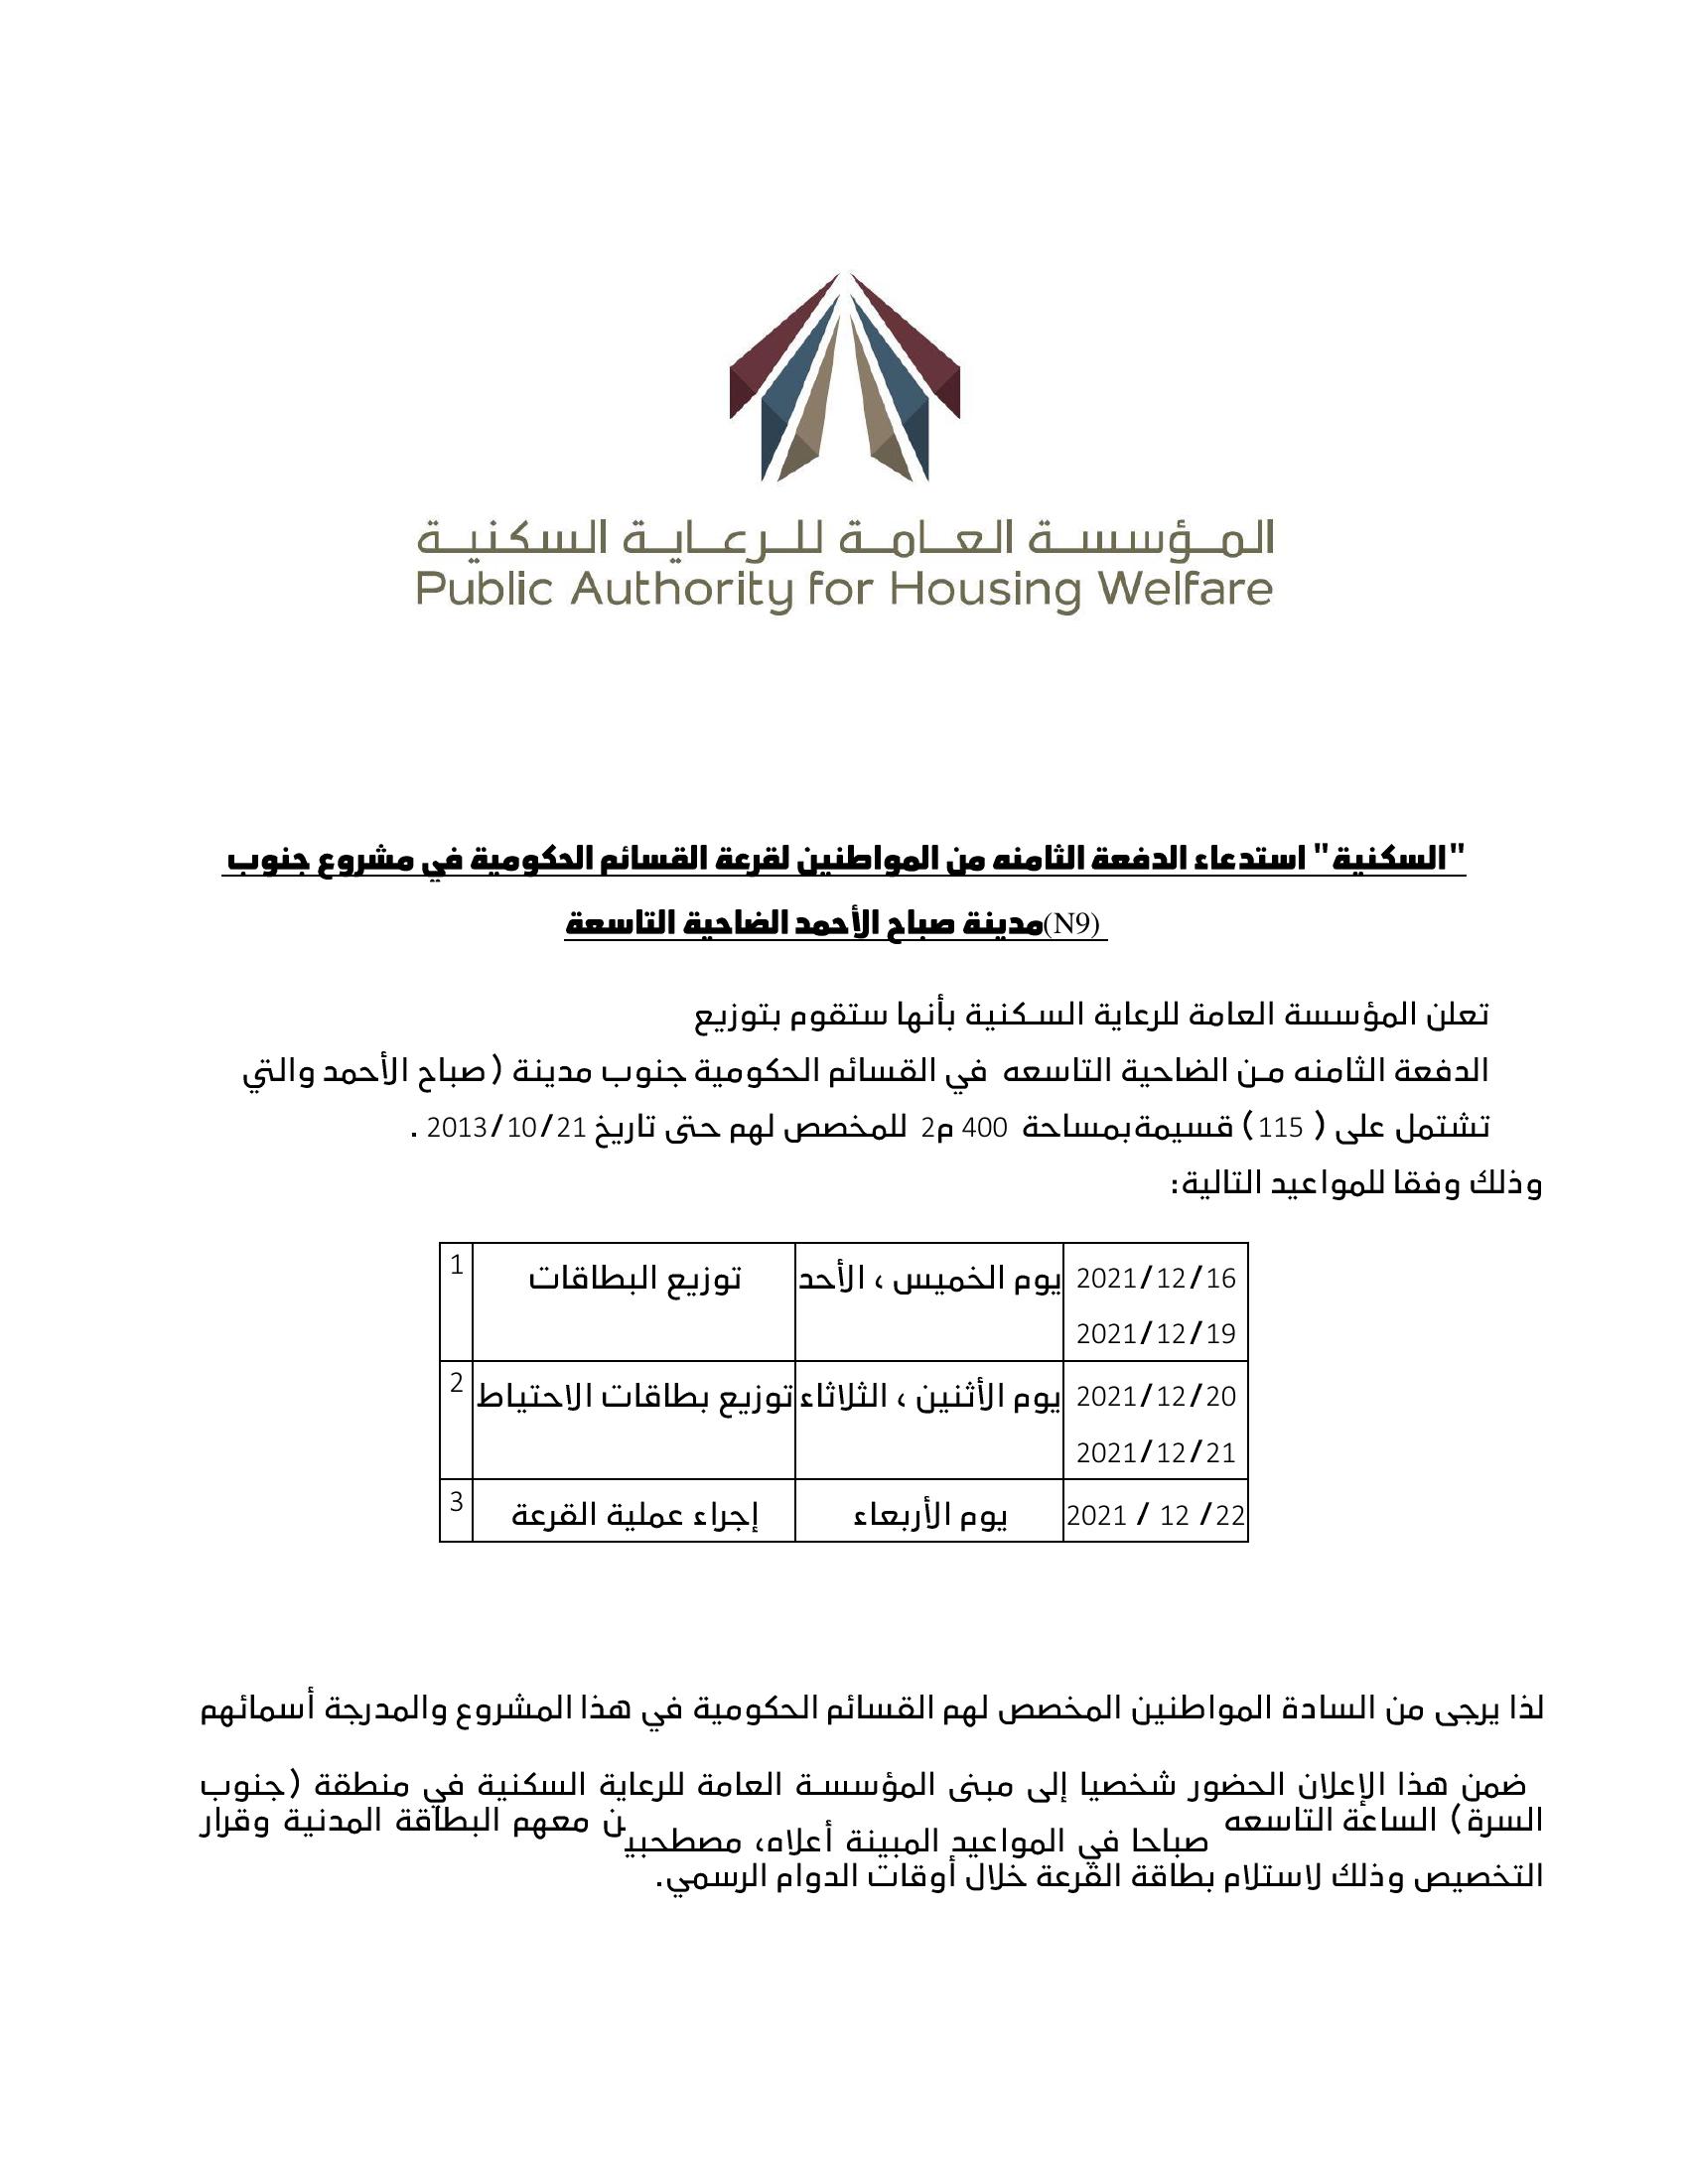 المؤسسة العامة للرعاية السكنية
Public Authority for Housing Welfare
"السكنية" استدعاء الدفعة الثامنه من المواطنين لقرعة القسائم الحكومية في مشروع جنوب
(N9)مدينة صباح الأحمد الضاحية التاسعة
تعلن المؤسسة العامة للرعاية السكنية بأنها ستقوم بتوزيع
الدفعة الثامنه من الضاحية التاسعه في القسائم الحكومية جنوب مدينة (صباح الأحمد والتي
تشتمل على ( 115) قسيمةبمساحة 400 م2 للمخصص لهم حتى تاريخ 2013/10/21 .
وذلك وفقا للمواعيد التالية:
1 توزيع البطاقات يوم الخميس ، الأحد 2021/12/16
2021/12/19
2 توزيع بطاقات الاحتياط يوم الأثنين ، الثلاثاء 2021/12/20
2021/12/21
3 إجراء عملية القرعة يوم الأربعاء 2021 / 12 /22
لذا يرجى من السادة المواطنين المخصص لهم القسائم الحكومية في هذا المشروع والمدرجة أسمائهم
ضمن هذا الإعلان الحضور شخصيا إلى مبنى المؤسسة العامة للرعاية السكنية في منطقة (جنوب
السرة) الساعة التاسعه صباحا في المواعيد المبينة أعلاه، مصطحبين معهم البطاقة المدنية وقرار
التخصيص وذلك لاستلام بطاقة القرعة خلال أوقات الدوام الرسمي.